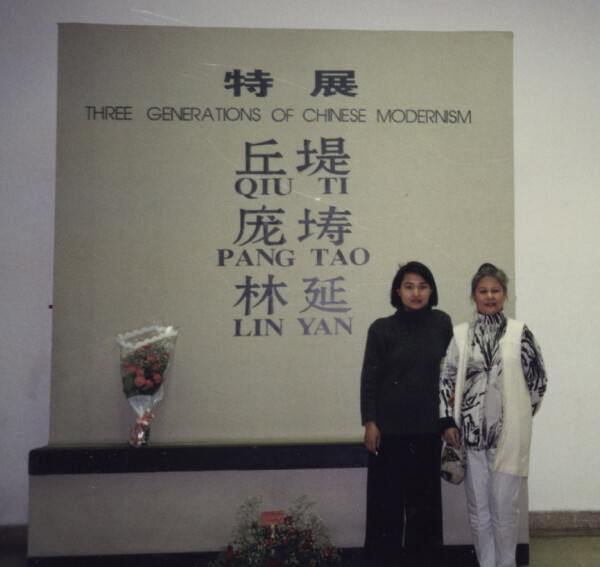 特展
THREE GENERATIONS OF CHINESE MODERNISM
丘堤
QIU TI
庞涛
PANG TAO
林延
LIN YAN